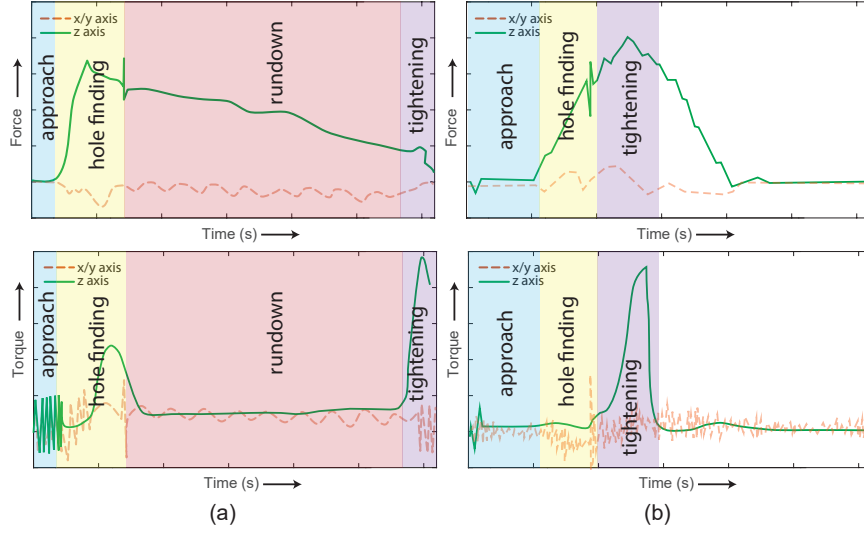 x/y axis
z axis
approach
hole finding
rundown
tightening
Force
Time (s)
x/y axis
z axis
approach
hole finding
tightening
Force
Time (s)
x/y axis
z axis
approach
hole finding
rundown
tightening
Torque
Time (s)
x/y axis
z axis
approach
hole finding
tightening
Torque
Time (s)
(a)
(b)